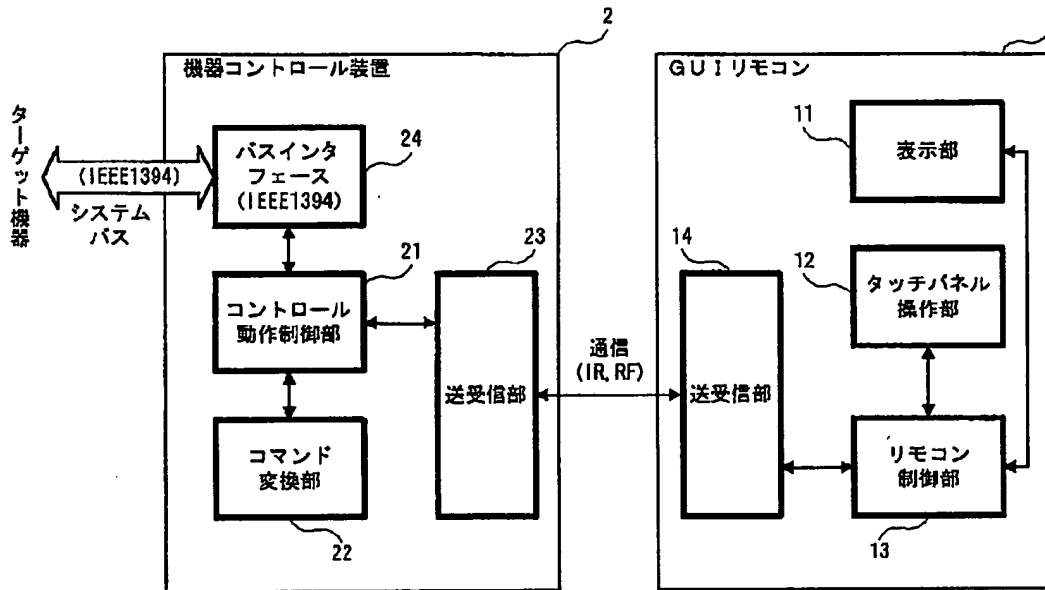 2
機器コントロール装置
ターゲット機器
(IEEE1394)
システム
バス
24
バスインタ
フェース
(IEEE1394)
21
コントロール
動作制御部
コマンド
変換部
22
23
送受信部
通信
(IR, RF)
GUIリモコン
11
表示部
12
タッチパネル
操作部
14
送受信部
リモコン
制御部
13